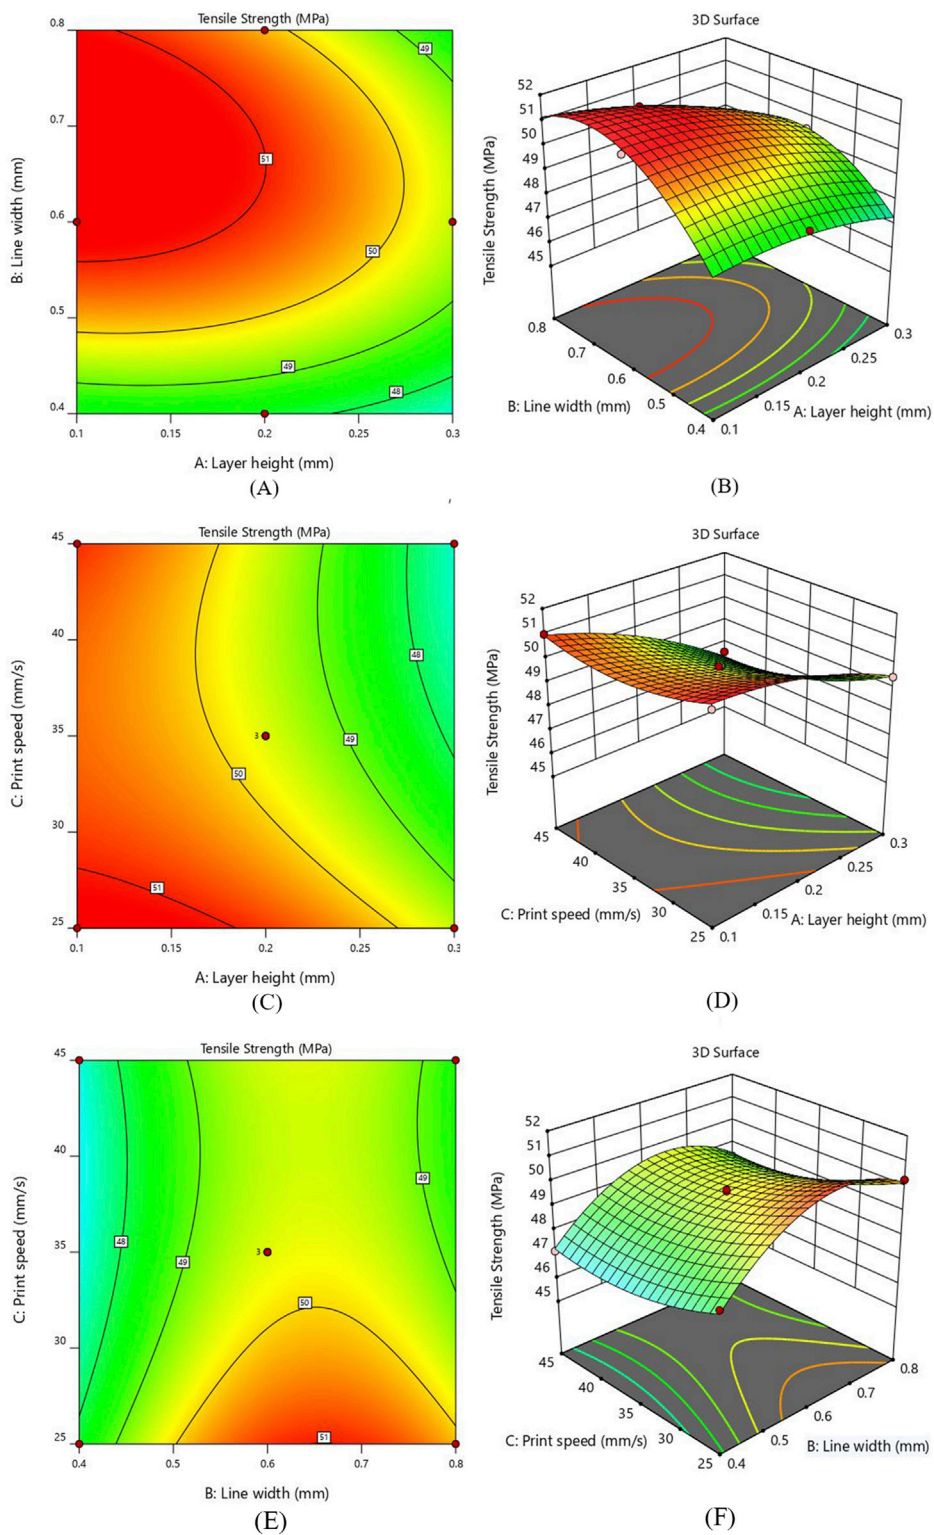 Tensile Strength (MPa)
0.8
0.7
0.6
0.5
0.4
B: Line width (mm)
49
51
50
49
48
0.1 0.15 0.2 0.25 0.3
A: Layer height (mm)
(A)
3D Surface
52
51
50
49
48
47
46
45
Tensile Strength (MPa)
0.8
0.7
0.6
0.5
0.4
B: Line width (mm)
0.3
0.25
0.2
0.15
0.1
A: Layer height (mm)
(B)
,
Tensile Strength (MPa)
45
40
35
30
25
C: Print speed (mm/s)
48
3
49
50
51
0.1 0.15 0.2 0.25 0.3
A: Layer height (mm)
(C)
3D Surface
52
51
50
49
48
47
46
45
Tensile Strength (MPa)
45
40
35
30
25
C: Print speed (mm/s)
0.3
0.25
0.2
0.15
0.1
A: Layer height (mm)
(D)
Tensile Strength (MPa)
45
40
35
30
25
C: Print speed (mm/s)
49
48
3
49
50
51
0.4 0.5 0.6 0.7 0.8
B: Line width (mm)
(E)
3D Surface
52
51
50
49
48
47
46
45
Tensile Strength (MPa)
45
40
35
30
25
C: Print speed (mm/s)
0.8
0.7
0.6
0.5
0.4
B: Line width (mm)
(F)